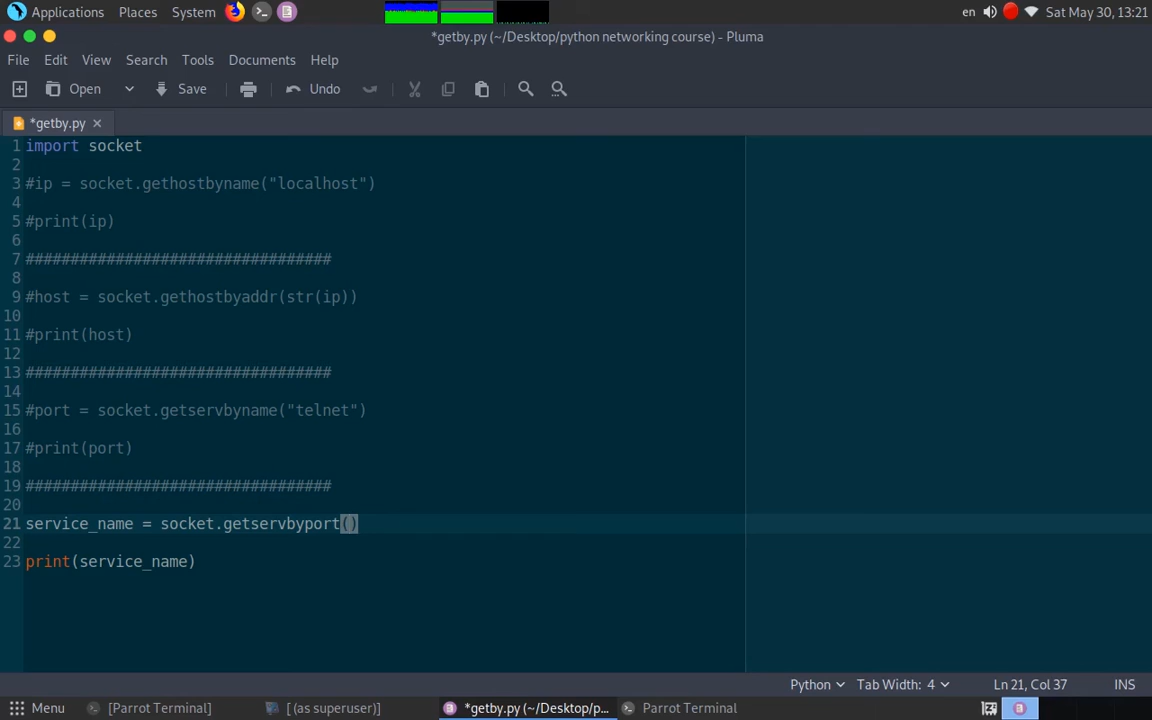 Applications Places System en Sat May 30, 13:21
*getby.py (~/Desktop/python networking course) - Pluma
File Edit View Search Tools Documents Help
Open Save Undo
*getby.py
1 import socket
2
3 #ip = socket.gethostbyname("localhost")
4
5 #print(ip)
6
7 ##################################
8
9 #host = socket.gethostbyaddr(str(ip))
10
11 #print(host)
12
13 ##################################
14
15 #port = socket.getservbyname("telnet")
16
17 #print(port)
18
19 ##################################
20
21 service_name = socket.getservbyport()
22
23 print(service_name)
Python Tab Width: 4 Ln 21, Col 37 INS
Menu [Parrot Terminal] [ (as superuser)] *getby.py (~/Desktop/p... Parrot Terminal